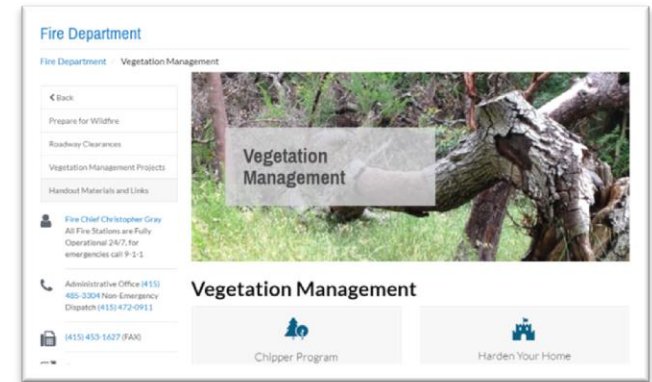 Fire Department
Fire Department / Vegetation Management
Back
Prepare for Wildfire
Roadway Clearances
Vegetation Management Projects
Handout Materials and Links
Fire Chief Christopher Gray
All Fire Stations are Fully
Operational 24/7, for
emergencies call 9-1-1
Administrative Office (415)
485-3304 Non-Emergency
Dispatch (415) 472-0911
(415) 453-1627 (FAX)
Vegetation
Management
Vegetation Management
Chipper Program
Harden Your Home